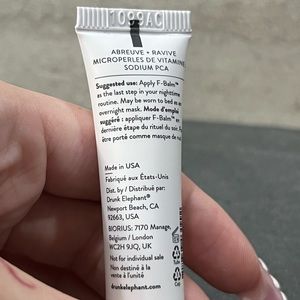 ABREUVE + RAVIVE
MICROPERLES DE VITAMINE
SODIUM PCA
Suggested use: Apply F-Balm™
as the last step in your nighttime
routine. May be worn to bed as an
overnight mask. Mode d'emploi
suggéré : appliquer F-Balm™ en
dernière étape du rituel du soir.
être porté comme masque de nuit
Made in USA
Fabriqué aux États-Unis
Dist. by / Distribué par:
Drunk Elephant®
Newport Beach, CA
92663, USA
BIORIUS: 7170 Manage,
Belgium / London
WC2H 9JQ, UK
Not for individual sale
Non destiné à la
vente à l'unité
drunkelephant.com